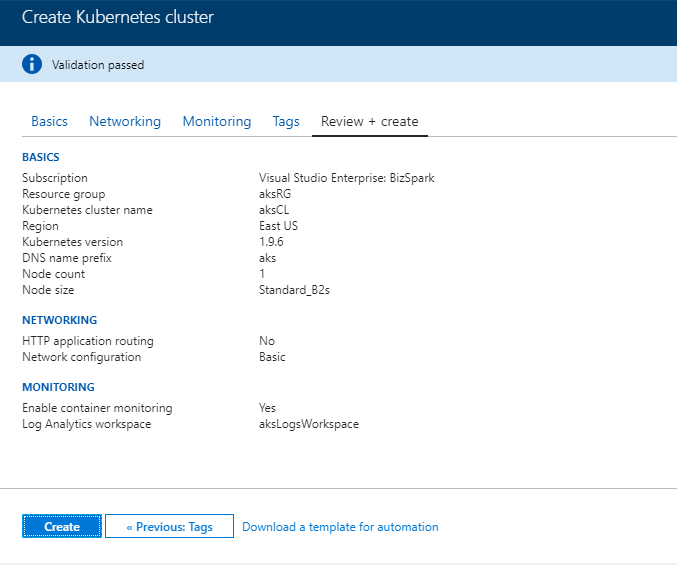 Create Kubernetes cluster
Validation passed
Basics Networking Monitoring Tags Review + create
BASICS
Subscription Visual Studio Enterprise: BizSpark
Resource group aksRG
Kubernetes cluster name aksCL
Region East US
Kubernetes version 1.9.6
DNS name prefix aks
Node count 1
Node size Standard_B2s
NETWORKING
HTTP application routing No
Network configuration Basic
MONITORING
Enable container monitoring Yes
Log Analytics workspace aksLogsWorkspace
Create « Previous: Tags Download a template for automation